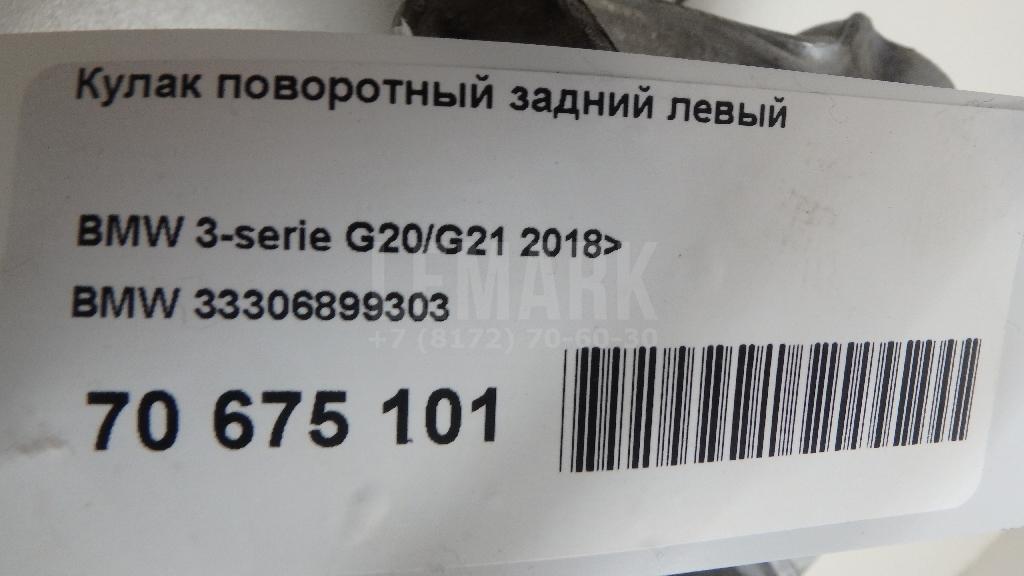 Кулак поворотный задний левый
BMW 3-serie G20/G21 2018>
BMW 33306899303
LEMARK
+7 (8172) 70-60-30
70 675 101